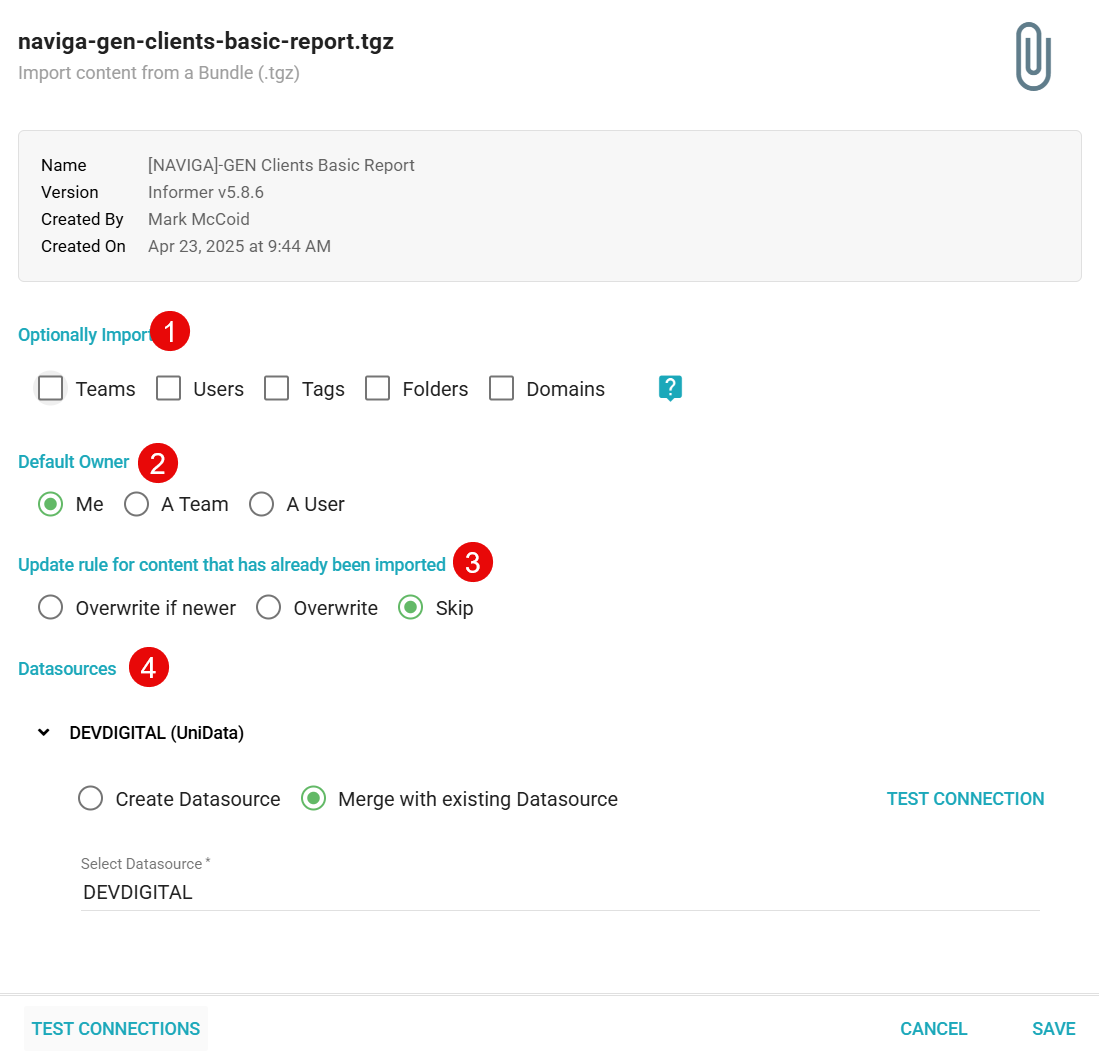 naviga-gen-clients-basic-report.tgz
Import content from a Bundle (.tgz)
Name [NAVIGA]-GEN Clients Basic Report
Version Informer v5.8.6
Created By Mark McCoid
Created On Apr 23, 2025 at 9:44 AM
Optionally Import 1
Teams Users Tags Folders Domains ?
Default Owner 2
Me A Team A User
Update rule for content that has already been imported 3
Overwrite if newer Overwrite Skip
Datasources 4
DEVDIGITAL (UniData)
Create Datasource Merge with existing Datasource TEST CONNECTION
Select Datasource *
DEVDIGITAL
TEST CONNECTIONS CANCEL SAVE